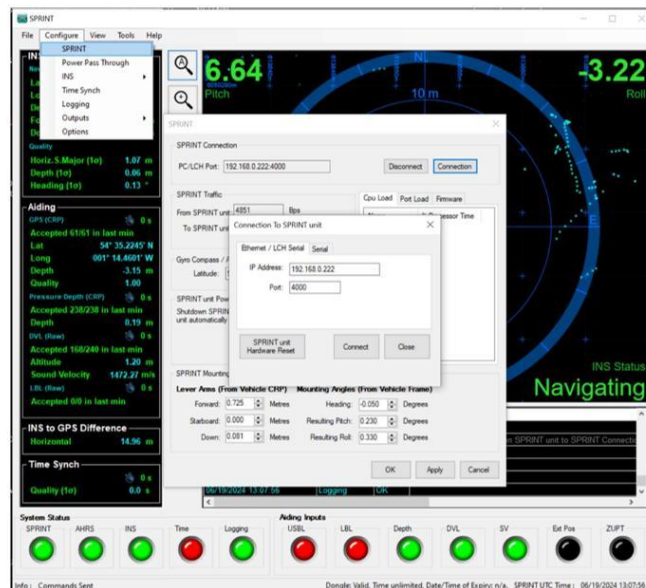 SPRINT
File Configure View Tools Help
SPRINT
Power Pass Through
INS
Time Synch
Logging
Outputs
Options
6.64
Pitch
-3.22
Roll
10 m
E
Quality
Horiz.S.Major (1σ) 1.07 m
Depth (1σ) 0.06 m
Heading (1σ) 0.13 °
Aiding
GPS (CRP) 0 s
Accepted 61/61 in last min
Lat 54° 35.2245' N
Long 001° 14.4601' W
Depth -3.15 m
Quality 1.00
Pressure Depth (CRP) 0 s
Accepted 238/238 in last min
Depth 0.19 m
DVL (Raw) 0 s
Accepted 168/240 in last min
Altitude 1.20 m
Sound Velocity 1472.27 m/s
LBL (Raw) 0 s
Accepted 0/0 in last min
INS to GPS Difference
Horizontal 14.96 m
Time Synch
0 s
Quality (1σ) 0.0 s
SPRINT
SPRINT Connection
PC/LCH Port: 192.168.0.222:4000 Disconnect Connection
SPRINT Traffic
From SPRINT unit: 4851 Bps
To SPRINT
Cpu Load Port Load Firmware
Gyro Compass /
Latitude:
SPRINT unit Pow
Shutdown SPRIN
unit automatically
Connection To SPRINT unit
Ethernet / LCH Serial Serial
IP Address: 192.168.0.222
Port: 4000
SPRINT unit
Hardware Reset
Connect Close
SPRINT Mounting
Lever Arms (From Vehicle CRP) Mounting Angles (From Vehicle Frame)
Forward: 0.725 Metres Heading: -0.050 Degrees
Starboard: 0.000 Metres Resulting Pitch: 0.230 Degrees
Down: 0.081 Metres Resulting Roll: 0.330 Degrees
OK Apply Cancel
INS Status
Navigating
SPRINT unit to SPRINT Connectio
06/19/2024 13:07:56 Logging OK
System Status
SPRINT AHRS INS Time Logging
Aiding Inputs
USBL LBL Depth DVL SV Ext Pos ZUPT
Info : Commands Sent
Dongle: Valid, Time unlimited, Date/Time of Expiry: n/a. SPRINT UTC Time : 06/19/2024 13:07:56